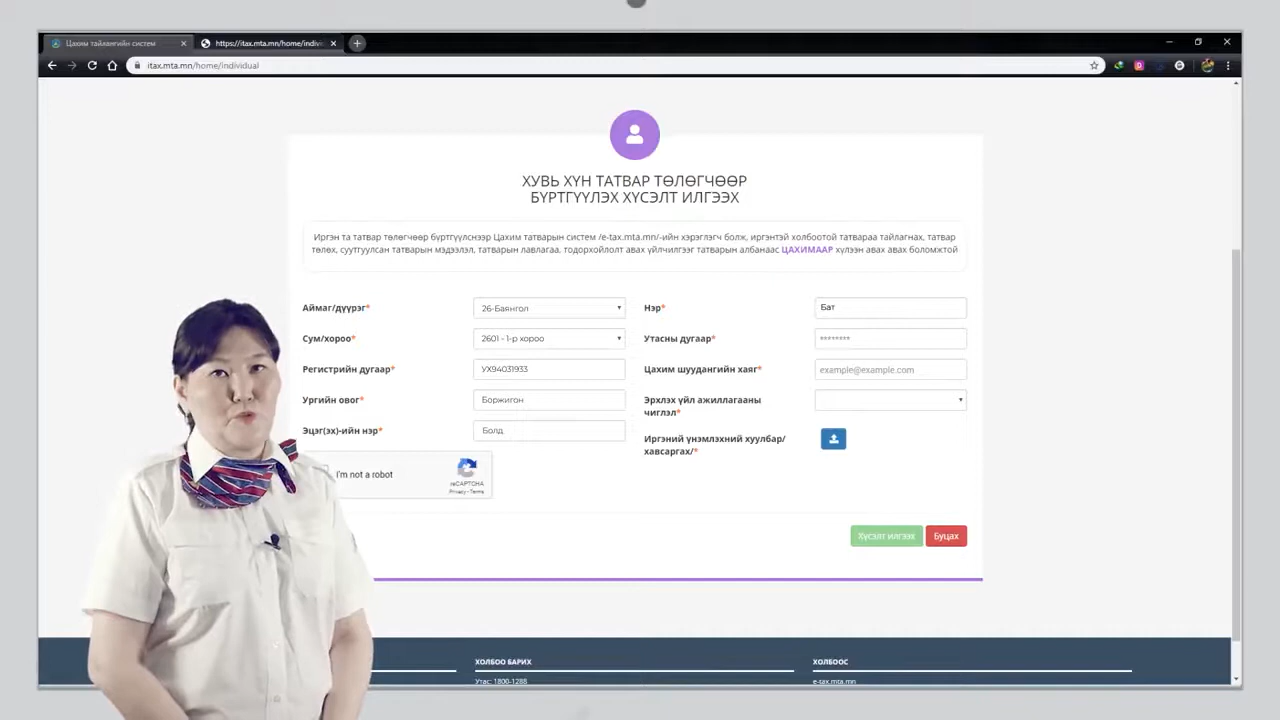 Цахим тайлангийн систем
https://itax.mta.mn/home/indivi
itax.mta.mn/home/individual
ХУВЬ ХҮН ТАТВАР ТӨЛӨГЧӨӨР
БҮРТГҮҮЛЭХ ХҮСЭЛТ ИЛГЭЭХ
Иргэн та татвар төлөгчөөр бүртгүүлснээр Цахим татварын систем /e-tax.mta.mn/-ийн хэрэглэгч болж, иргэнтэй холбоотой татвараа тайлагнах, татвар
төлөх, суутгуулсан татварын мэдээлэл, татварын лавлагаа, тодорхойлолт авах үйлчилгээг татварын албанаас ЦАХИМААР хүлээн авах авах боломжтой
Аймаг/дүүрэг* 26-Баянгол Нэр* Бат
Сум/хороо* 2601 - 1-р хороо Утасны дугаар* ********
Регистрийн дугаар* УХ94031933 Цахим шуудангийн хаяг* example@example.com
Ургийн овог* Боржигон Эрхлэх үйл ажиллагааны
чиглэл*
Эцэг(эх)-ийн нэр* Болд Иргэний үнэмлэхний хуулбар/
хавсаргах/*
I'm not a robot
reCAPTCHA
Privacy - Terms
Хүсэлт илгээх Буцах
ХОЛБОО БАРИХ ХОЛБООС
Утас: 1800-1288 e-tax.mta.mn